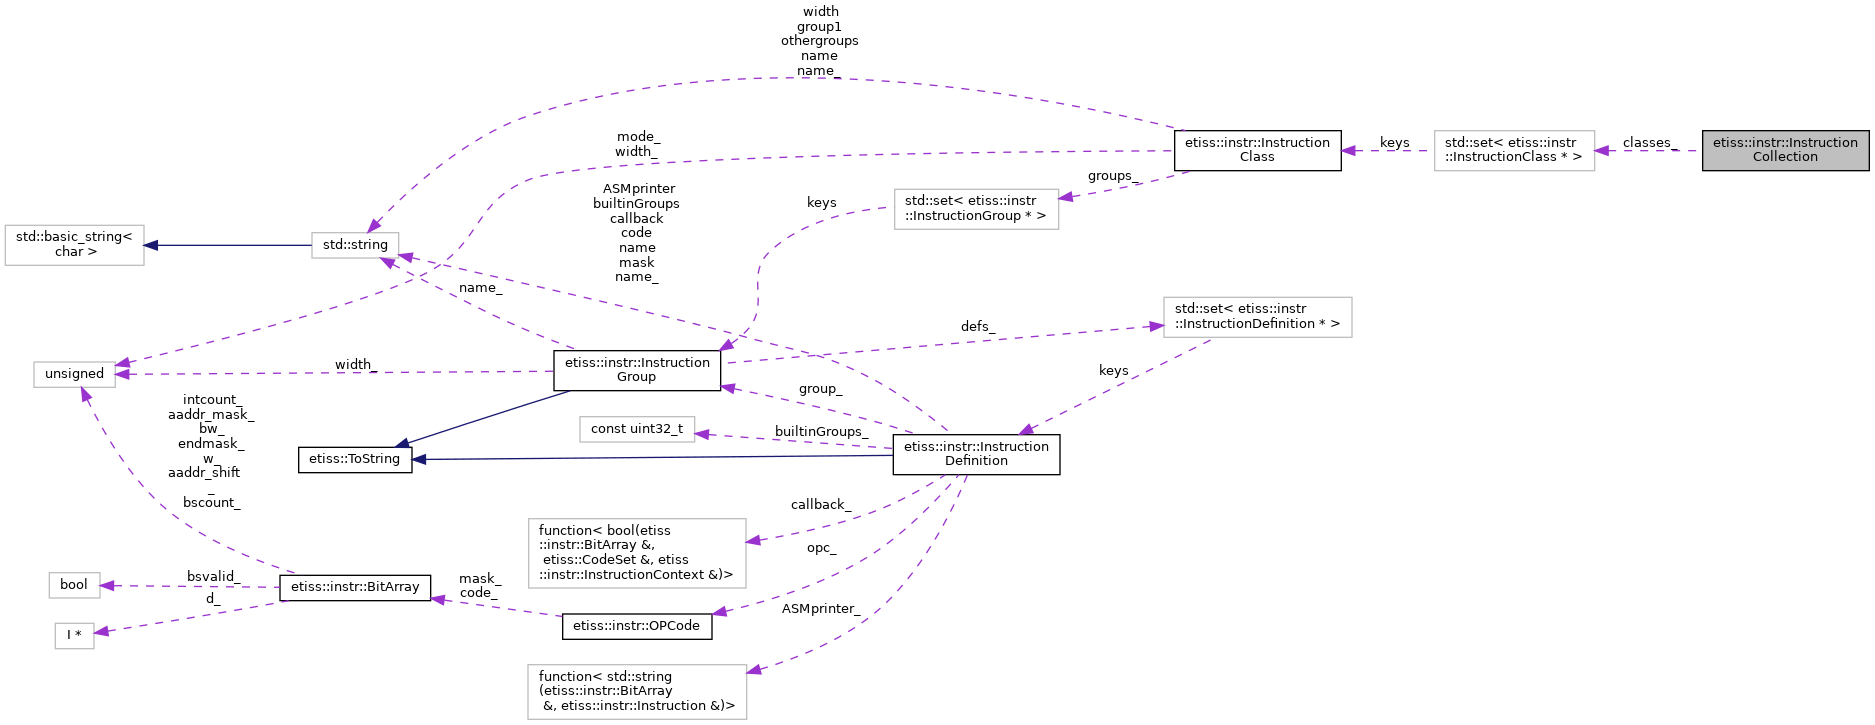 width
group1
othergroups
name
name_
mode_
width_
etiss::instr::Instruction
Class
keys
std::set< etiss::instr
::InstructionClass * >
classes_
etiss::instr::Instruction
Collection
groups_
std::set< etiss::instr
::InstructionGroup * >
keys
ASMprinter
builtinGroups
callback
code
name
mask
name_
std::basic_string<
char >
std::string
name_
std::set< etiss::instr
::InstructionDefinition * >
defs_
etiss::instr::Instruction
Group
width_
unsigned
keys
group_
const uint32_t
builtinGroups_
etiss::instr::Instruction
Definition
etiss::ToString
intcount_
aaddr_mask_
bw_
endmask_
w_
aaddr_shift
_
bscount_
callback_
function< bool(etiss
::instr::BitArray &,
etiss::CodeSet &, etiss
::instr::InstructionContext &)>
opc_
bool
bsvalid_
etiss::instr::BitArray
mask_
code_
d_
I *
etiss::instr::OPCode
ASMprinter_
function< std::string
(etiss::instr::BitArray
&, etiss::instr::Instruction &)>